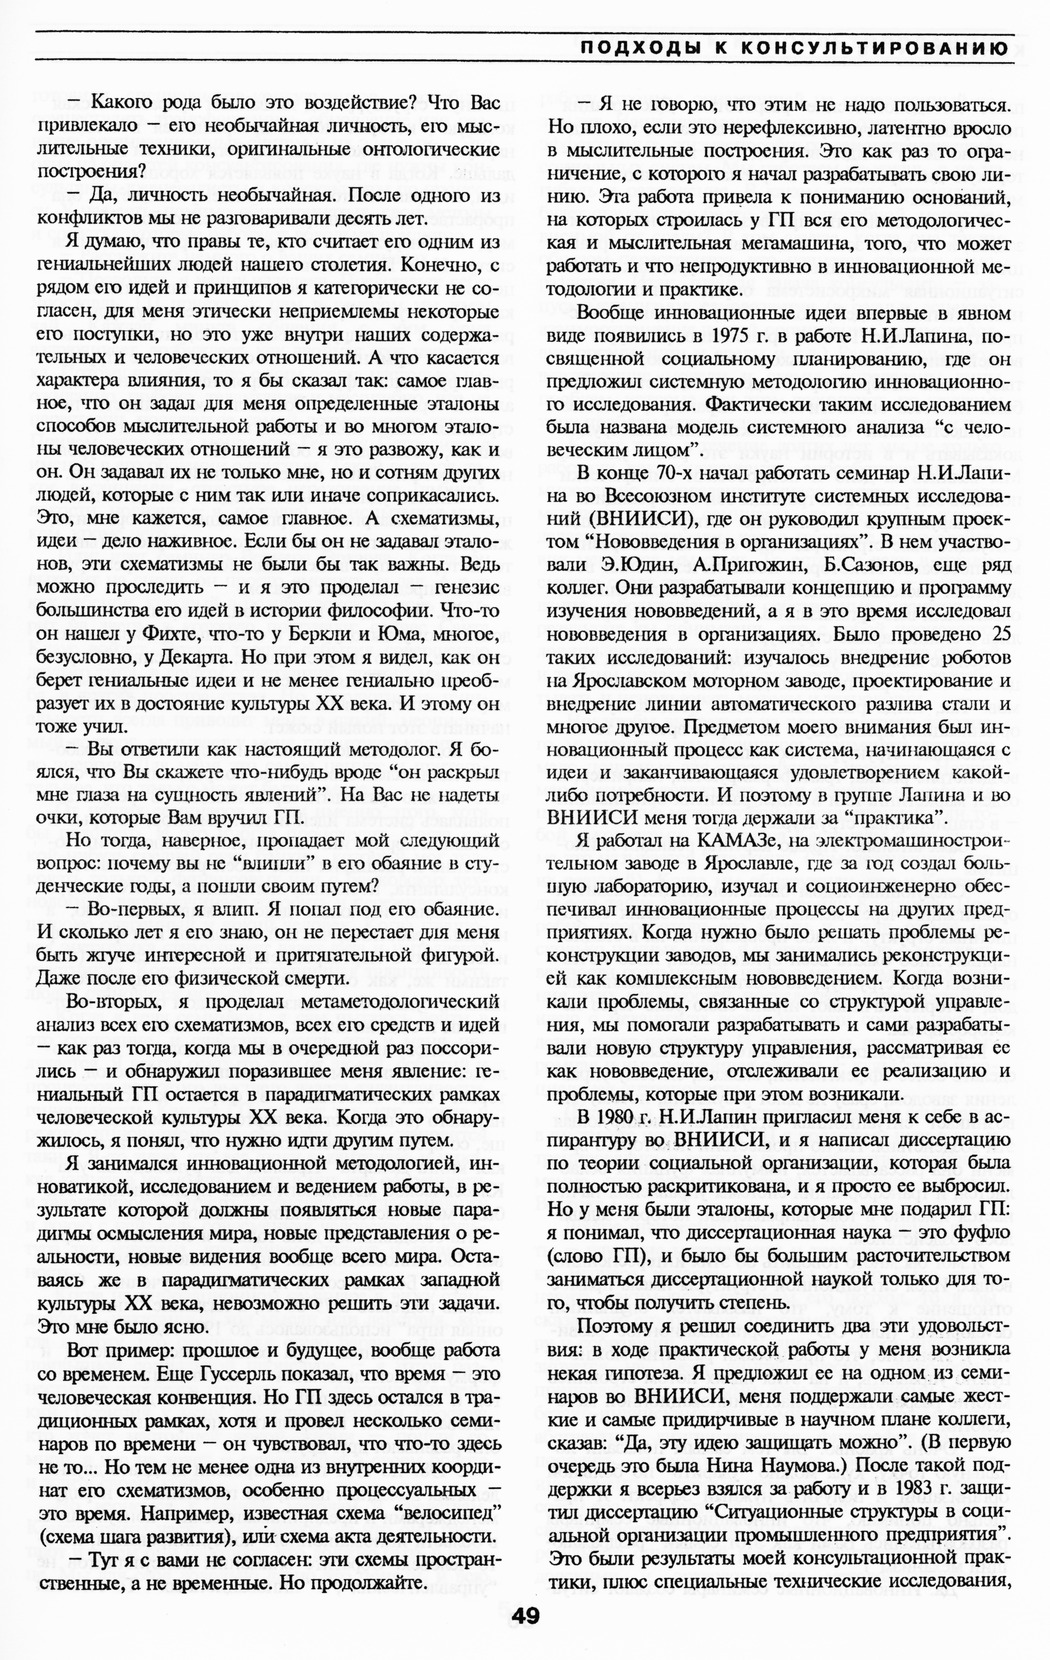 ПОДХОДЫ К КОНСУЛЬТИРОВАНИЮ
— Какого рода было это воздействие? Что Вас
привлекало — его необычайная личность, его мыс-
лительные техники, оригинальные онтологические
построения?
— Да, личность необычайная. После одного из
конфликтов мы не разговаривали десять лет.
Я думаю, что правы те, кто считает его одним из
гениальнейших людей нашего столетия. Конечно, с
рядом его идей и принципов я категорически не со-
гласен, для меня этически неприемлемы некоторые
его поступки, но это уже внутри наших содержа-
тельных и человеческих отношений. А что касается
характера влияния, то я бы сказал так: самое глав-
ное, что он задал для меня определенные эталоны
способов мыслительной работы и во многом этало-
ны человеческих отношений — я это развожу, как и
он. Он задавал их не только мне, но и сотням других
людей, которые с ним так или иначе соприкасались.
Это, мне кажется, самое главное. А схематизмы,
идеи — дело наживное. Если бы он не задавал этало-
нов, эти схематизмы не были бы так важны. Ведь
можно проследить — и я это проделал — генезис
большинства его идей в истории философии. Что-то
он нашел у Фихте, что-то у Беркли и Юма, многое,
безусловно, у Декарта. Но при этом я видел, как он
берет гениальные идеи и не менее гениально преоб-
разует их в достояние культуры XX века. И этому он
тоже учил.
— Вы ответили как настоящий методолог. Я бо-
ялся, что Вы скажете что-нибудь вроде “он раскрыл
мне глаза на сущность явлений”. На Вас не надеты
очки, которые Вам вручил ГП.
Но тогда, наверное, пропадает мой следующий
вопрос: почему вы не “влипли” в его обаяние в сту-
денческие годы, а пошли своим путем?
— Во-первых, я влип. Я попал под его обаяние.
И сколько лет я его знаю, он не перестает для меня
быть жгуче интересной и притягательной фигурой.
Даже после его физической смерти.
Во-вторых, я проделал метаметодологический
анализ всех его схематизмов, всех его средств и идей
— как раз тогда, когда мы в очередной раз поссори-
лись — и обнаружил поразившее меня явление: ге-
ниальный ГП остается в парадигматических рамках
человеческой культуры XX века. Когда это обнару-
жилось, я понял, что нужно идти другим путем.
Я занимался инновационной методологией, ин-
новатикой, исследованием и ведением работы, в ре-
зультате которой должны появляться новые пара-
дигмы осмысления мира, новые представления о ре-
альности, новые видения вообще всего мира. Оста-
ваясь же в парадигматических рамках западной
культуры XX века, невозможно решить эти задачи.
Это мне было ясно.
Вот пример: прошлое и будущее, вообще работа
со временем. Еще Гуссерль показал, что время — это
человеческая конвенция. Но ГП здесь остался в тра-
диционных рамках, хотя и провел несколько семи-
наров по времени — он чувствовал, что что-то здесь
не то... Но тем не менее одна из внутренних коорди-
нат его схематизмов, особенно процессуальных —
это время. Например, известная схема “велосипед”
(схема шага развития), или схема акта деятельности.
— Тут я с вами не согласен: эти схемы простран-
ственные, а не временные. Но продолжайте.
— Я не говорю, что этим не надо пользоваться.
Но плохо, если это нерефлексивно, латентно вросло
в мыслительные построения. Это как раз то огра-
ничение, с которого я начал разрабатывать свою ли-
нию. Эта работа привела к пониманию оснований,
на которых строилась у ГП вся его методологичес-
кая и мыслительная мегамашина, того, что может
работать и что непродуктивно в инновационной ме-
тодологии и практике.
Вообще инновационные идеи впервые в явном
виде появились в 1975 г. в работе Н.И.Лапина, по-
священной социальному планированию, где он
предложил системную методологию инновационно-
го исследования. Фактически таким исследованием
была названа модель системного анализа “с чело-
веческим лицом”.
В конце 70-х начал работать семинар Н.И.Лапи-
на во Всесоюзном институте системных исследова-
ний (ВНИИСИ), где он руководил крупным проек-
том “Нововведения в организациях”. В нем участво-
вали Э.Юдин, А.Пригожин, Б.Сазонов, еще ряд
коллег. Они разрабатывали концепцию и программу
изучения нововведений, а я в это время исследовал
нововведения в организациях. Было проведено 25
таких исследований: изучалось внедрение роботов
на Ярославском моторном заводе, проектирование и
внедрение линии автоматического разлива стали и
многое другое. Предметом моего внимания был ин-
новационный процесс как система, начинающаяся с
идеи и заканчивающаяся удовлетворением какой-
либо потребности. И поэтому в группе Лапина и во
ВНИИСИ меня тогда держали за “практика”.
Я работал на КАМАЗе, на электромашинострои-
тельном заводе в Ярославле, где за год создал боль-
шую лабораторию, изучал и социоинженерно обес-
печивал инновационные процессы на других пред-
приятиях. Когда нужно было решать проблемы ре-
конструкции заводов, мы занимались реконструкци-
ей как комплексным нововведением. Когда возни-
кали проблемы, связанные со структурой управле-
ния, мы помогали разрабатывать и сами разрабаты-
вали новую структуру управления, рассматривая ее
как нововведение, отслеживали ее реализацию и
проблемы, которые при этом возникали.
В 1980 г. Н.И.Лапин пригласил меня к себе в ас-
пирантуру во ВНИИСИ, и я написал диссертацию
по теории социальной организации, которая была
полностью раскритикована, и я просто ее выбросил.
Но у меня были эталоны, которые мне подарил ГП:
я понимал, что диссертационная наука — это фуфло
(слово ГП), и было бы большим расточительством
заниматься диссертационной наукой только для то-
го, чтобы получить степень.
Поэтому я решил соединить два эти удовольст-
вия: в ходе практической работы у меня возникла
некая гипотеза. Я предложил ее на одном из семи-
наров во ВНИИСИ, меня поддержали самые жест-
кие и самые придирчивые в научном плане коллеги,
сказав: “Да, эту идею защищать можно”. (В первую
очередь это была Нина Наумова.) После такой под-
держки я всерьез взялся за работу и в 1983 г. защи-
тил диссертацию “Ситуационные структуры в соци-
альной организации промышленного предприятия”.
Это были результаты моей консультационной прак-
тики, плюс специальные технические исследования,
49